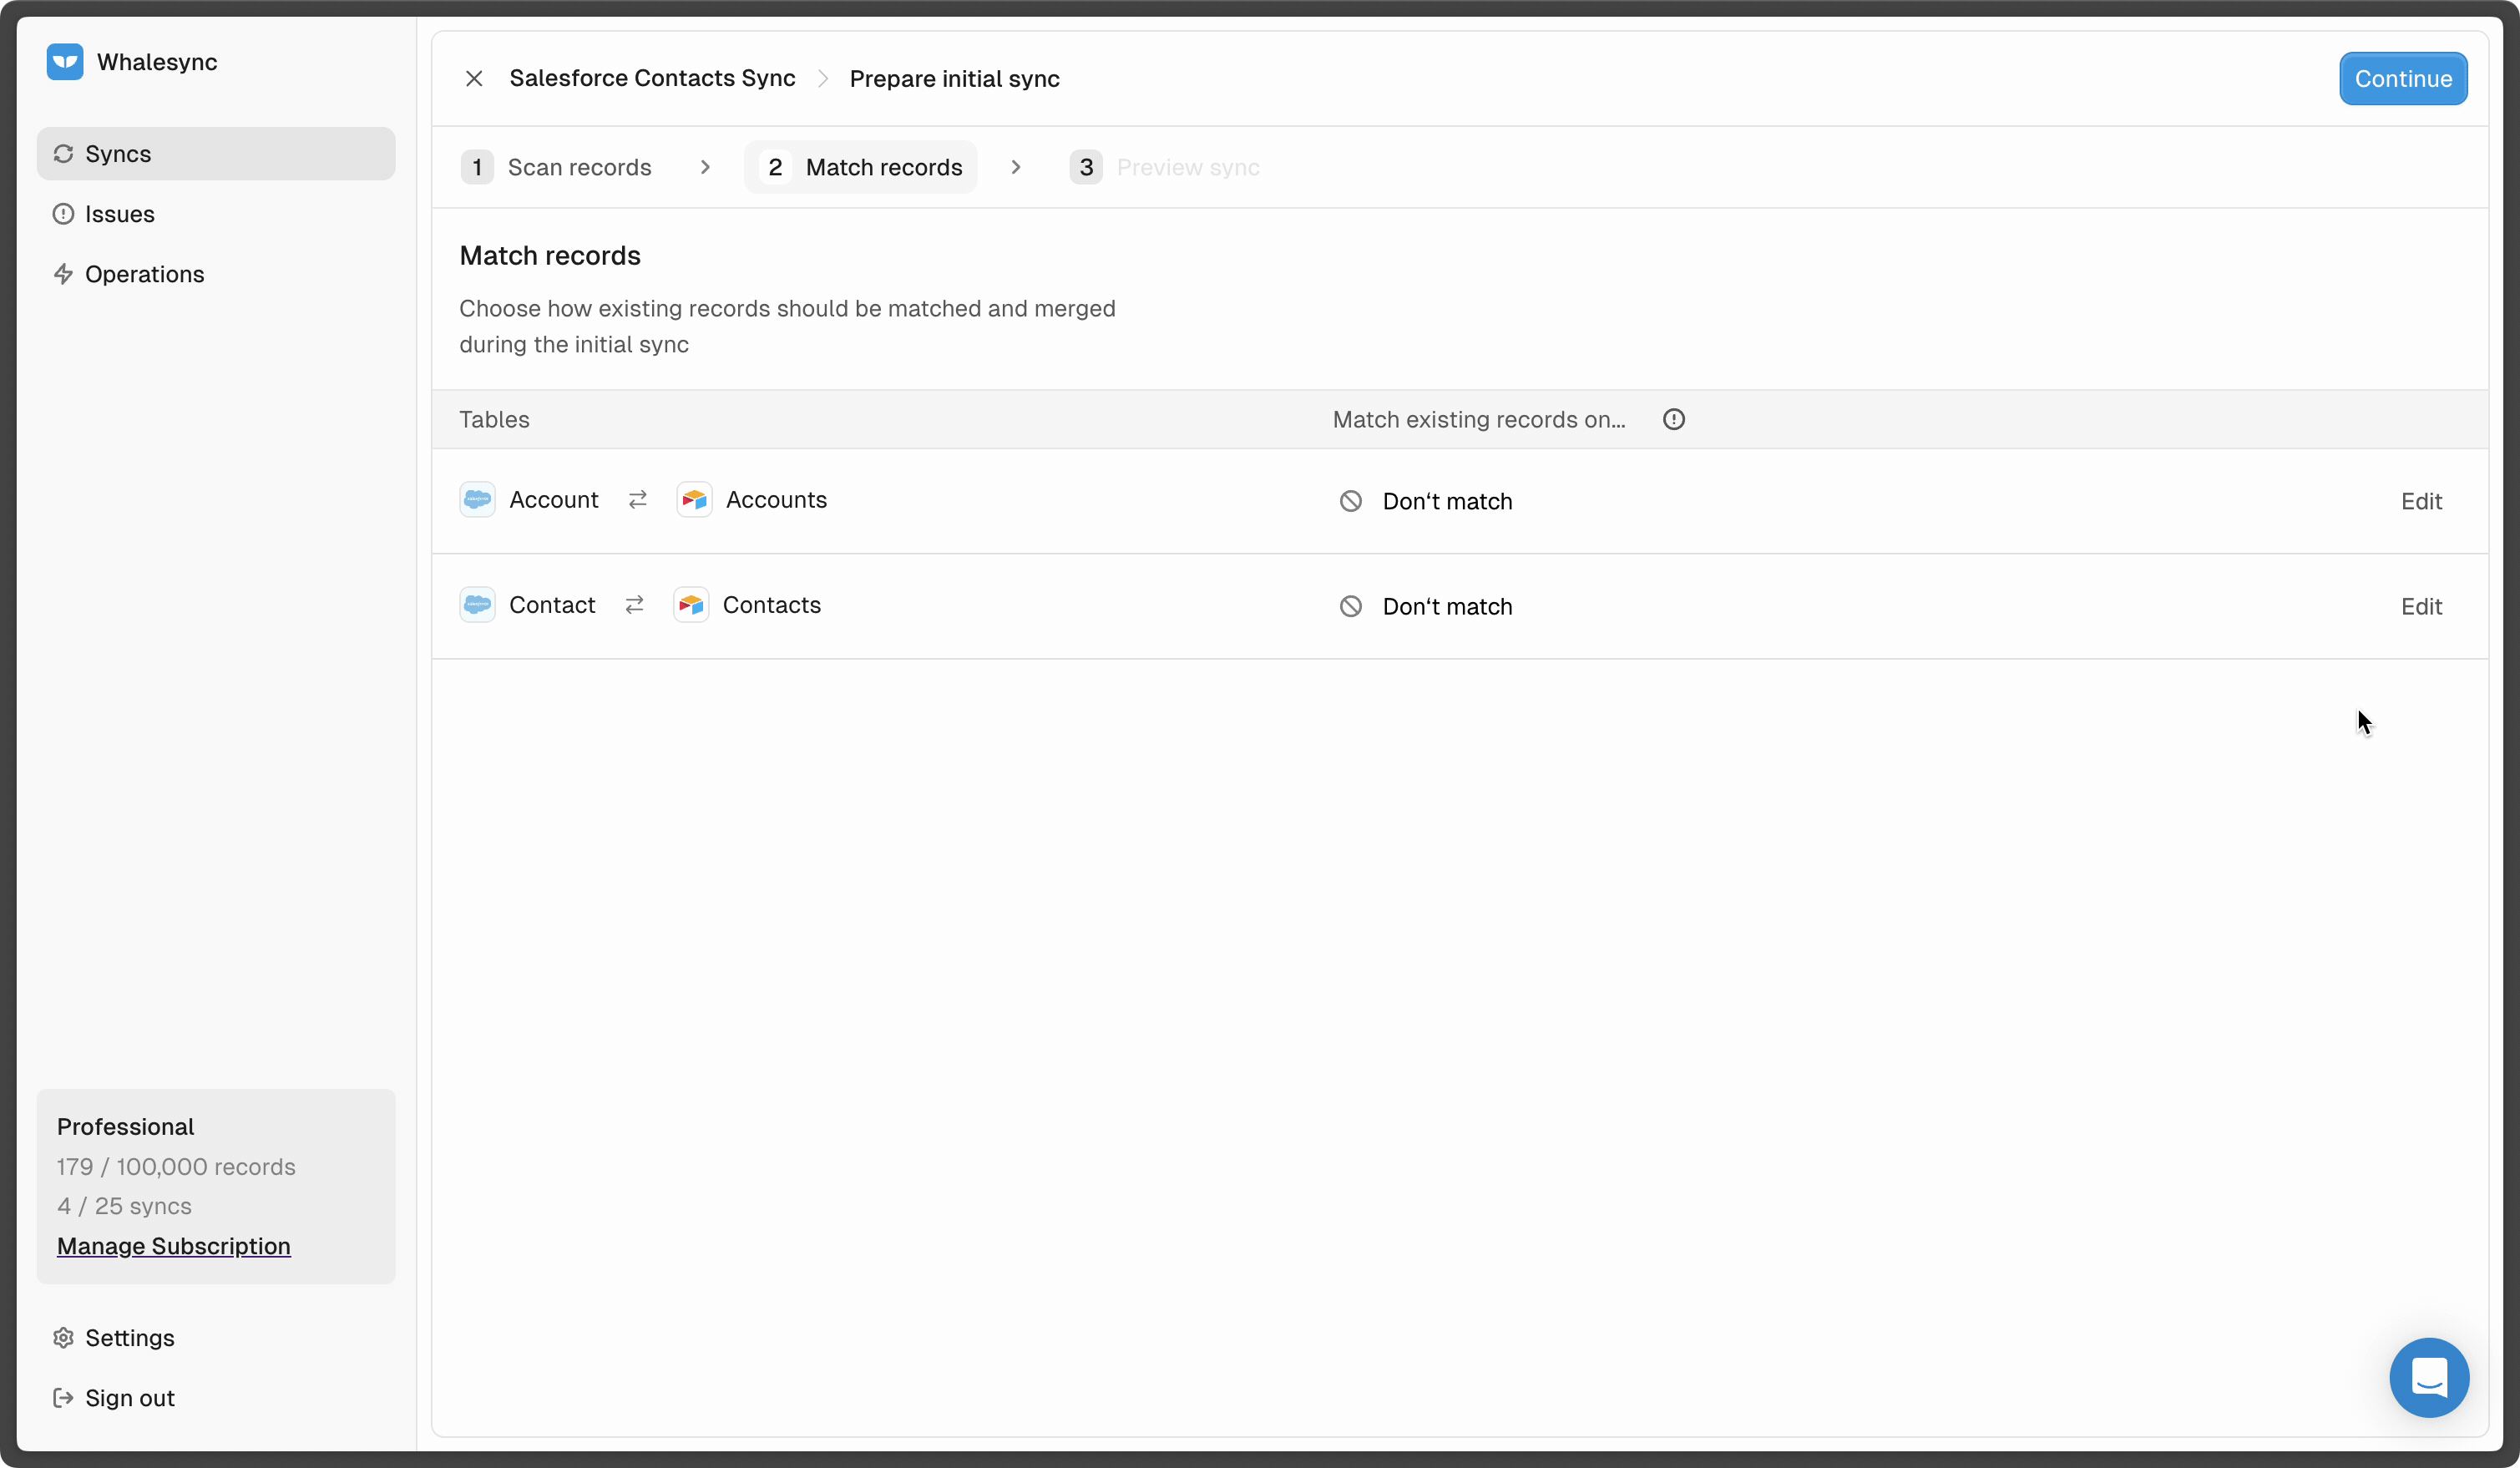 Whalesync
Syncs
Issues
Operations
Professional
179 / 100,000 records
4 / 25 syncs
Manage Subscription
Settings
Sign out
Salesforce Contacts Sync
Prepare initial sync
Continue
1 Scan records
2 Match records
3 Preview sync
Match records
Choose how existing records should be matched and merged
during the initial sync
Tables Match existing records on...
Account Accounts Don‘t match Edit
Contact Contacts Don‘t match Edit